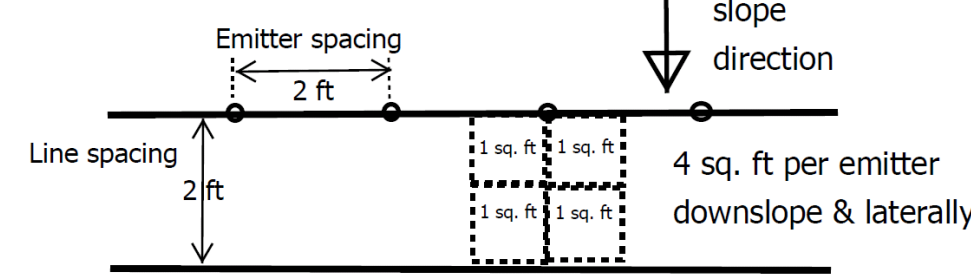 slope
direction
Emitter spacing
2 ft
Line spacing
2 ft
1 sq. ft
1 sq. ft
1 sq. ft
1 sq. ft
4 sq. ft per emitter
downslope & laterally